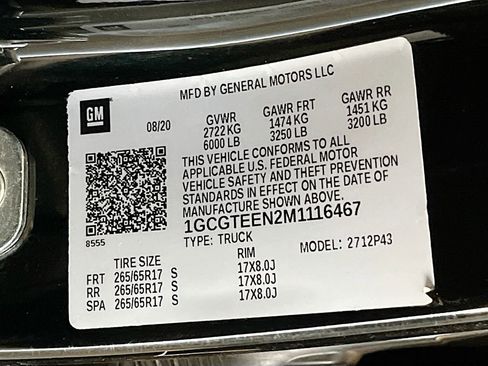 MFD BY GENERAL MOTORS LLC
GM
08/20
GVWR GAWR FRT GAWR RR
2722 KG 1474 KG 1451 KG
6000 LB 3250 LB 3200 LB
THIS VEHICLE CONFORMS TO ALL
APPLICABLE U.S. FEDERAL MOTOR
VEHICLE SAFETY AND THEFT PREVENTION
STANDARDS IN EFFECT ON THE DATE OF
MANUFACTURE SHOWN ABOVE.
1GCGTEEN2M1116467
8555
TYPE: TRUCK MODEL: 2712P43
TIRE SIZE RIM
FRT 265/65R17 S 17X8.0J
RR 265/65R17 S 17X8.0J
SPA 265/65R17 S 17X8.0J